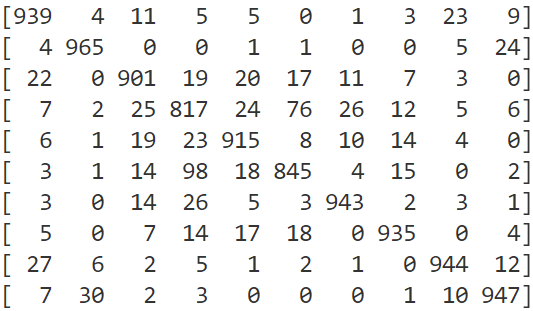 [939 4 11 5 5 0 1 3 23 9]
[ 4 965 0 0 1 1 0 0 5 24]
[ 22 0 901 19 20 17 11 7 3 0]
[ 7 2 25 817 24 76 26 12 5 6]
[ 6 1 19 23 915 8 10 14 4 0]
[ 3 1 14 98 18 845 4 15 0 2]
[ 3 0 14 26 5 3 943 2 3 1]
[ 5 0 7 14 17 18 0 935 0 4]
[ 27 6 2 5 1 2 1 0 944 12]
[ 7 30 2 3 0 0 0 1 10 947]